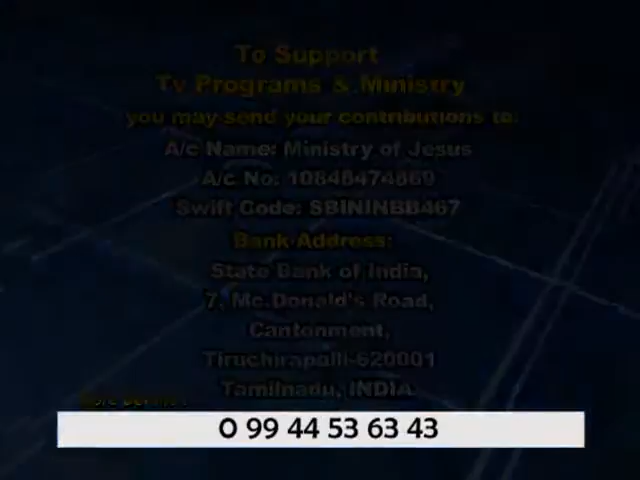 To Support
Tv Programs & Ministry
you may send your contributions to:
A/c Name: Ministry of Jesus
A/c No: 10848474869
Swift Code: SBININBB467
Bank Address:
State Bank of India,
7, Mc.Donald's Road,
Cantonment,
Tiruchirapalli-620001
Tamilnadu, INDIA
0 99 44 53 63 43